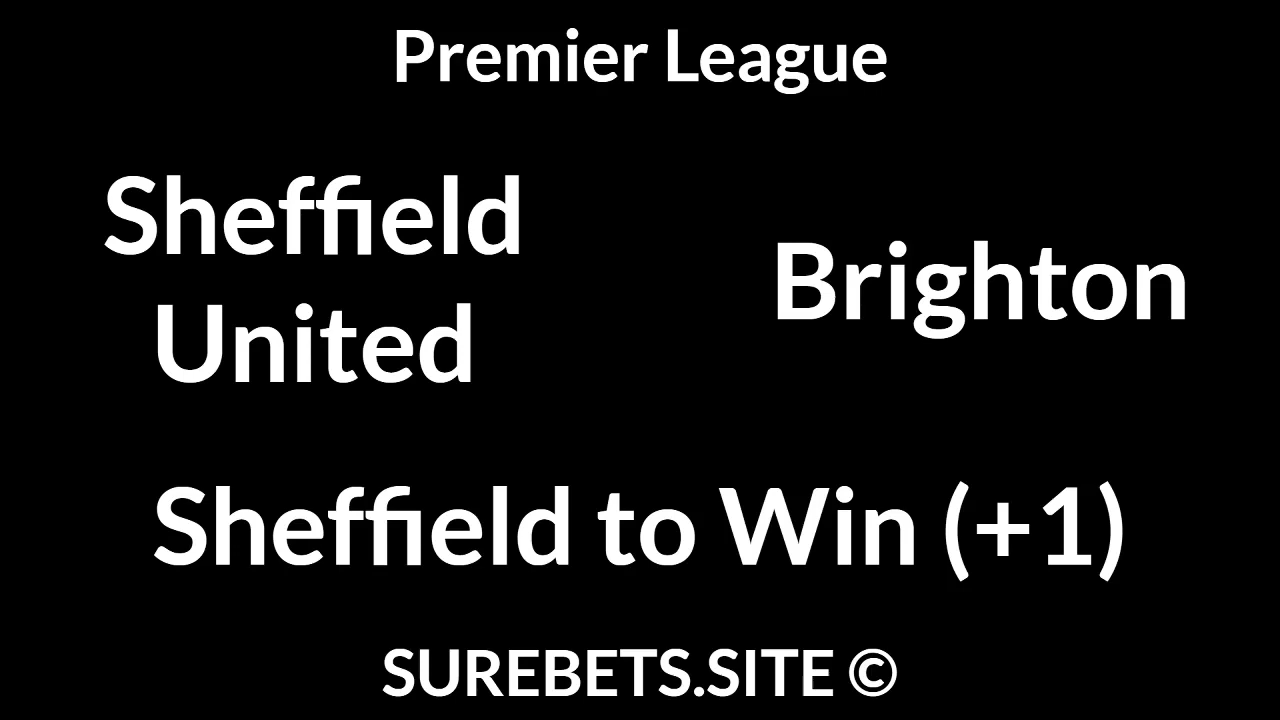 Premier League
Sheffield
United
Brighton
Sheffield to Win (+1)
SUREBETS.SITE ©